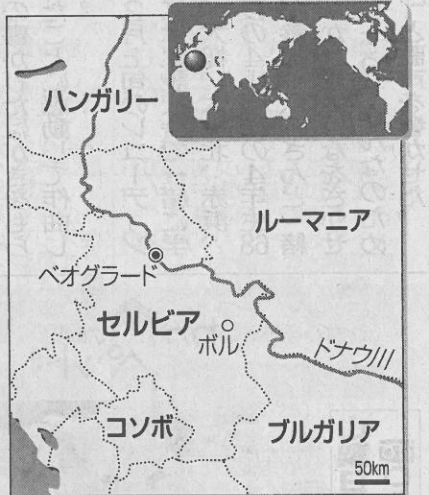 ハンガリー
ルーマニア
ベオグラード
セルビア
ボル
ドナウ川
コソボ
ブルガリア
50km